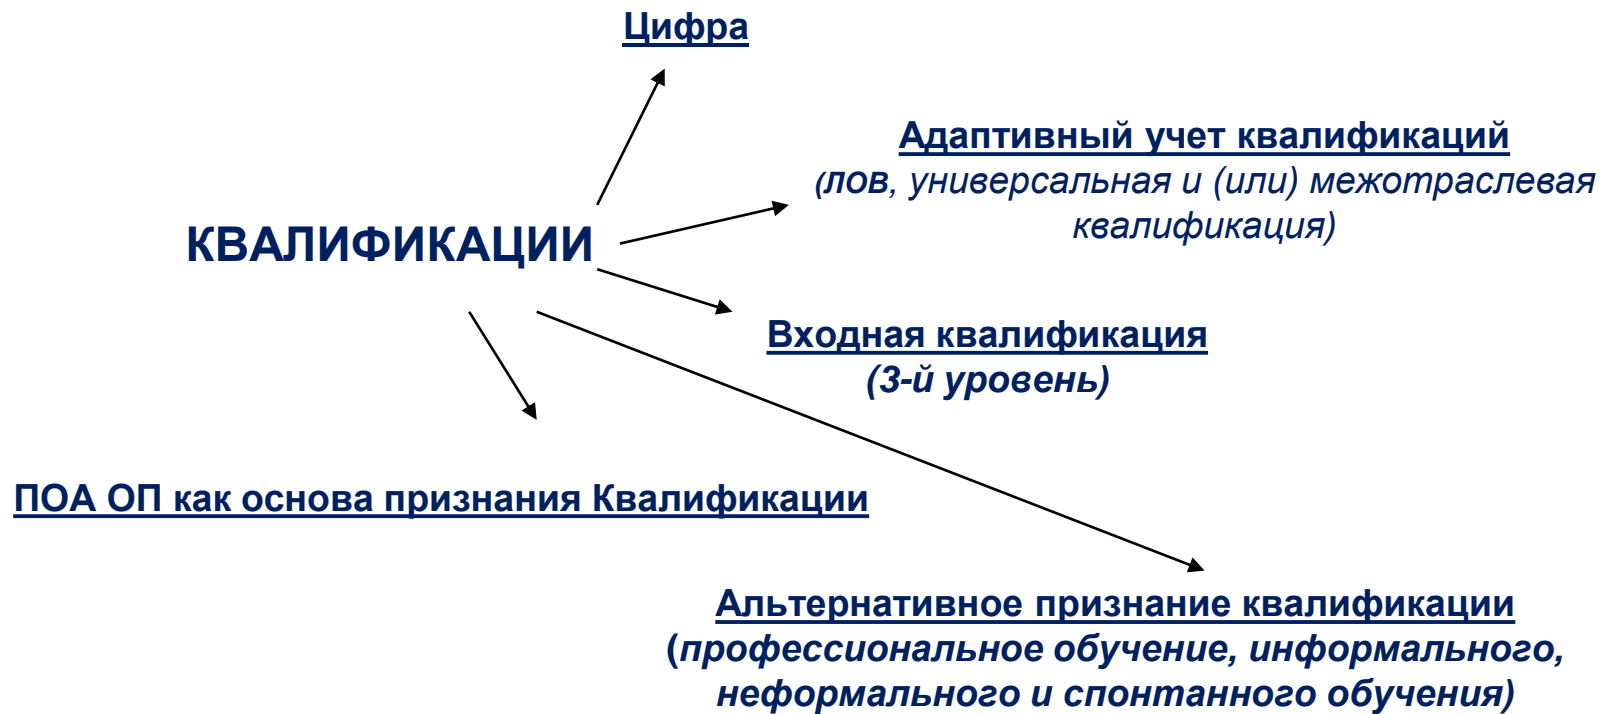 Цифра
Адаптивный учет квалификаций
(ЛОВ, универсальная и (или) межотраслевая
квалификация)
КВАЛИФИКАЦИИ
Входная квалификация
(3-й уровень)
ПОА ОП как основа признания Квалификации
Альтернативное признание квалификации
(профессиональное обучение, информального,
неформального и спонтанного обучения)